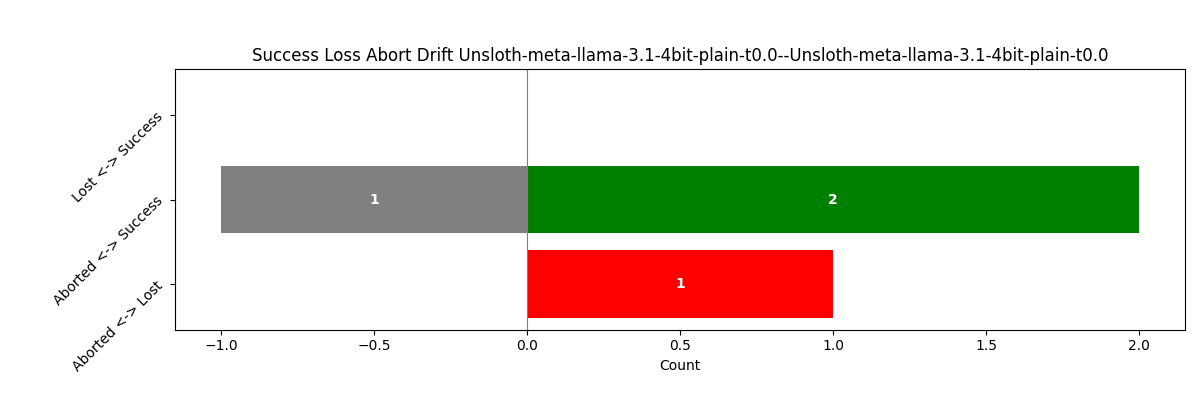 Success Loss Abort Drift Unsloth-meta-llama-3.1-4bit-plain-t0.0--Unsloth-meta-llama-3.1-4bit-plain-t0.0
Lost <-> Success
Aborted <-> Success
1
2
Aborted <-> Lost
1
−1.0
−0.5
0.0
0.5
1.0
1.5
2.0
Count